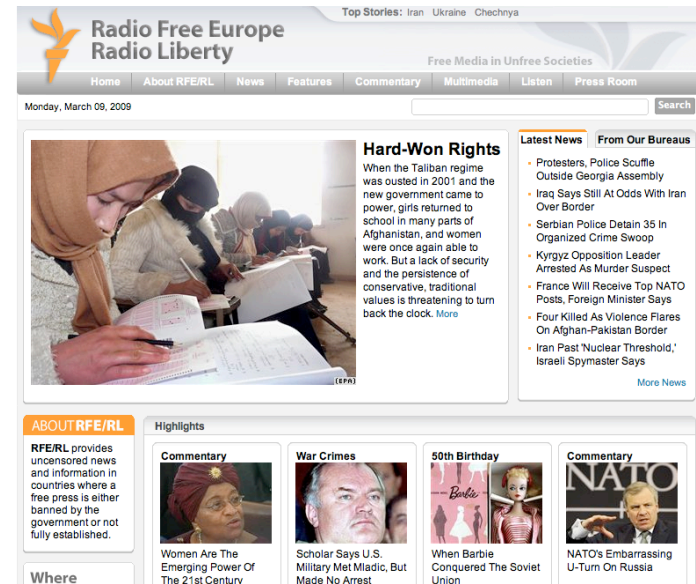 Top Stories: Iran Ukraine Chechnya
Radio Free Europe
Radio Liberty
Free Media in Unfree Societies
Home About RFE/RL News Features Commentary Multimedia Listen Press Room
Monday, March 09, 2009
Search
Hard-Won Rights
When the Taliban regime
was ousted in 2001 and the
new government came to
power, girls returned to
school in many parts of
Afghanistan, and women
were once again able to
work. But a lack of security
and the persistence of
conservative, traditional
values is threatening to turn
back the clock. More
(EPA)
Latest News From Our Bureaus
Protesters, Police Scuffle
Outside Georgia Assembly
Iraq Says Still At Odds With Iran
Over Border
Serbian Police Detain 35 In
Organized Crime Swoop
Kyrgyz Opposition Leader
Arrested As Murder Suspect
France Will Receive Top NATO
Posts, Foreign Minister Says
Four Killed As Violence Flares
On Afghan-Pakistan Border
Iran Past 'Nuclear Threshold,'
Israeli Spymaster Says
More News
ABOUT RFE/RL
RFE/RL provides
uncensored news
and information in
countries where a
free press is either
banned by the
government or not
fully established.
Where
Highlights
Commentary
Women Are The
Emerging Power Of
The 21st Century
War Crimes
Scholar Says U.S.
Military Met Mladic, But
Made No Arrest
50th Birthday
Barbie
When Barbie
Conquered The Soviet
Union
Commentary
NATO
NATO's Embarrassing
U-Turn On Russia